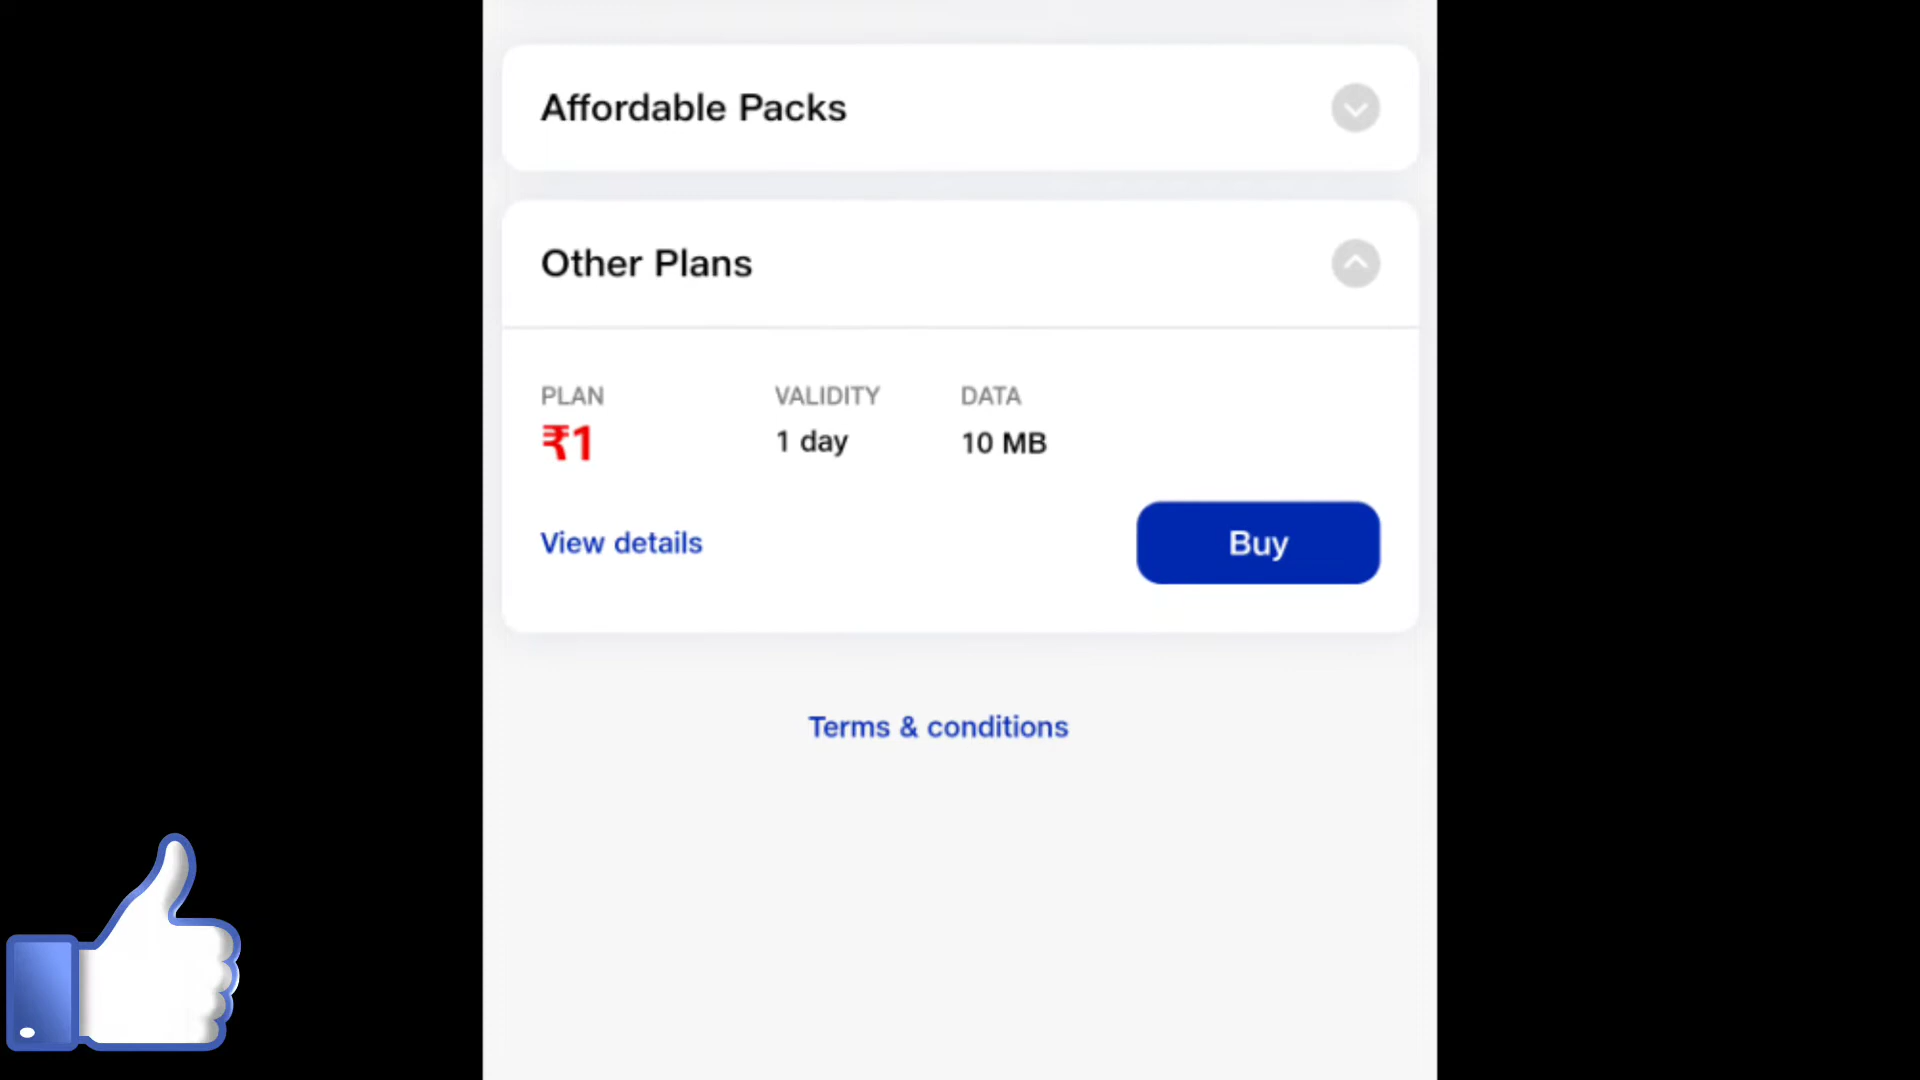 Affordable Packs
Other Plans
PLAN VALIDITY DATA
₹1 1 day 10 MB
View details Buy
Terms & conditions